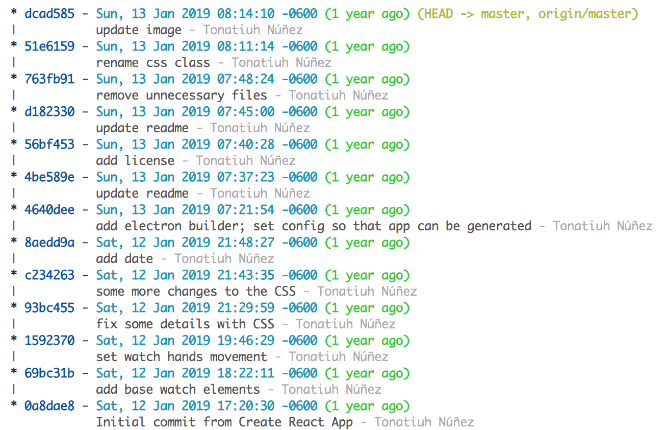 * dcad585 - Sun, 13 Jan 2019 08:14:10 -0600 (1 year ago) (HEAD -> master, origin/master)
| update image - Tonatiuh Núñez
* 51e6159 - Sun, 13 Jan 2019 08:11:14 -0600 (1 year ago)
| rename css class - Tonatiuh Núñez
* 763fb91 - Sun, 13 Jan 2019 07:48:24 -0600 (1 year ago)
| remove unnecessary files - Tonatiuh Núñez
* d182330 - Sun, 13 Jan 2019 07:45:00 -0600 (1 year ago)
| update readme - Tonatiuh Núñez
* 56bf453 - Sun, 13 Jan 2019 07:40:28 -0600 (1 year ago)
| add license - Tonatiuh Núñez
* 4be589e - Sun, 13 Jan 2019 07:37:23 -0600 (1 year ago)
| update readme - Tonatiuh Núñez
* 4640dee - Sun, 13 Jan 2019 07:21:54 -0600 (1 year ago)
| add electron builder; set config so that app can be generated - Tonatiuh Núñez
* 8aedd9a - Sat, 12 Jan 2019 21:48:27 -0600 (1 year ago)
| add date - Tonatiuh Núñez
* c234263 - Sat, 12 Jan 2019 21:43:35 -0600 (1 year ago)
| some more changes to the CSS - Tonatiuh Núñez
* 93bc455 - Sat, 12 Jan 2019 21:29:59 -0600 (1 year ago)
| fix some details with CSS - Tonatiuh Núñez
* 1592370 - Sat, 12 Jan 2019 19:46:29 -0600 (1 year ago)
| set watch hands movement - Tonatiuh Núñez
* 69bc31b - Sat, 12 Jan 2019 18:22:11 -0600 (1 year ago)
| add base watch elements - Tonatiuh Núñez
* 0a8dae8 - Sat, 12 Jan 2019 17:20:30 -0600 (1 year ago)
Initial commit from Create React App - Tonatiuh Núñez